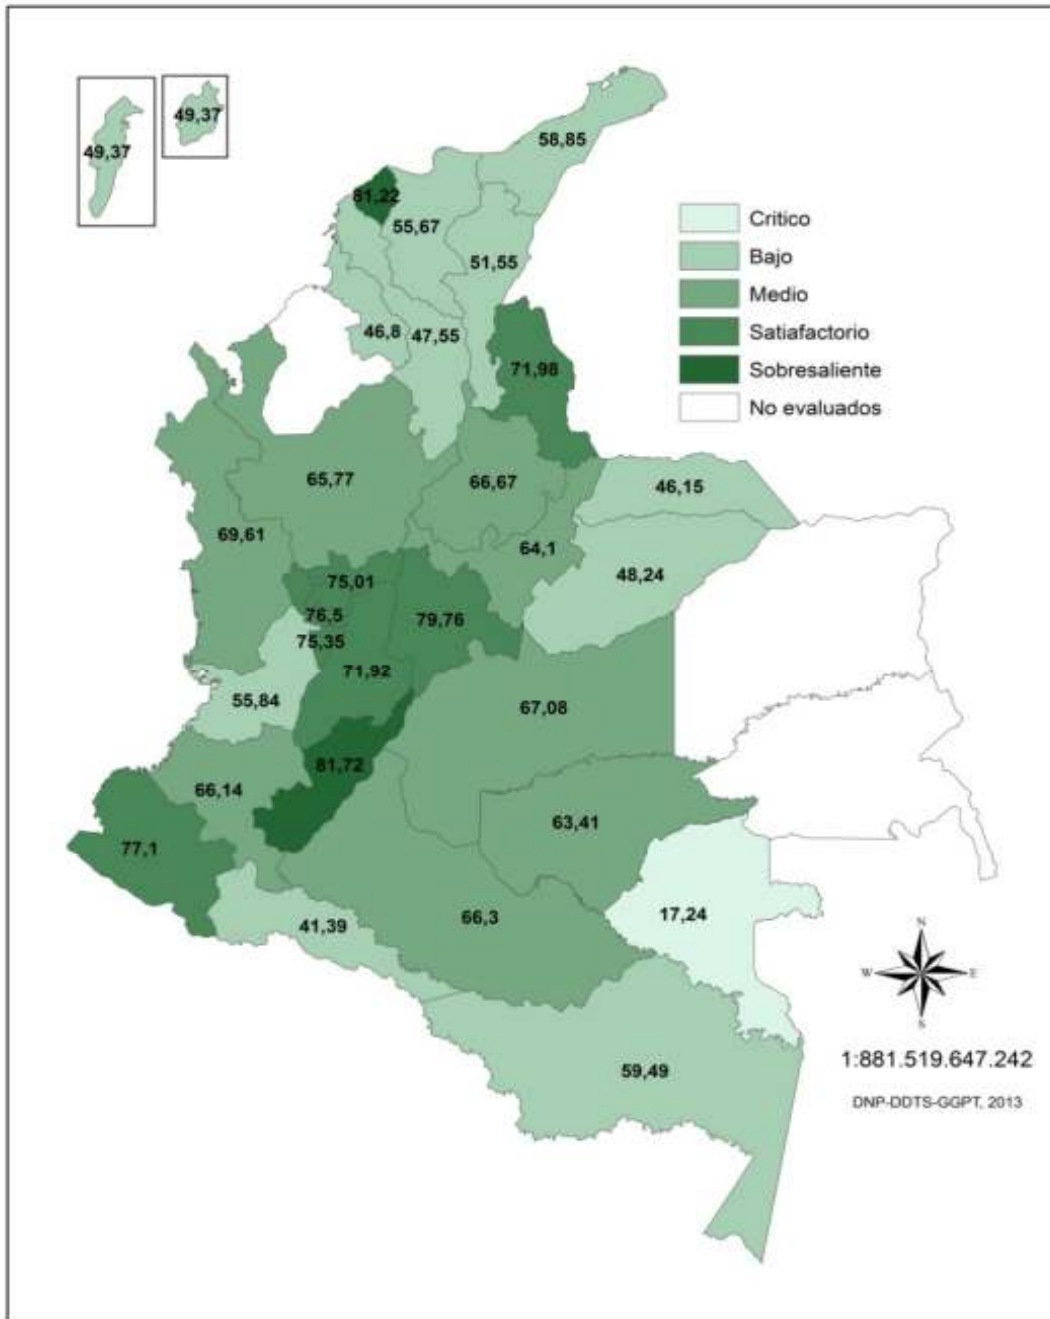 49,37
49,37
58,85
81,22
55,67
51,55
46,8
47,55
71,98
Critico
Bajo
Medio
Satiafactorio
Sobresaliente
No evaluados
65,77
66,67
46,15
69,61
64,1
48,24
75,01
76,5
79,76
75,35
71,92
55,84
67,08
81,72
66,14
63,41
77,1
66,3
17,24
41,39
N
W
E
S
59,49
1:881.519.647.242
DNP-DDTS-GGPT, 2013